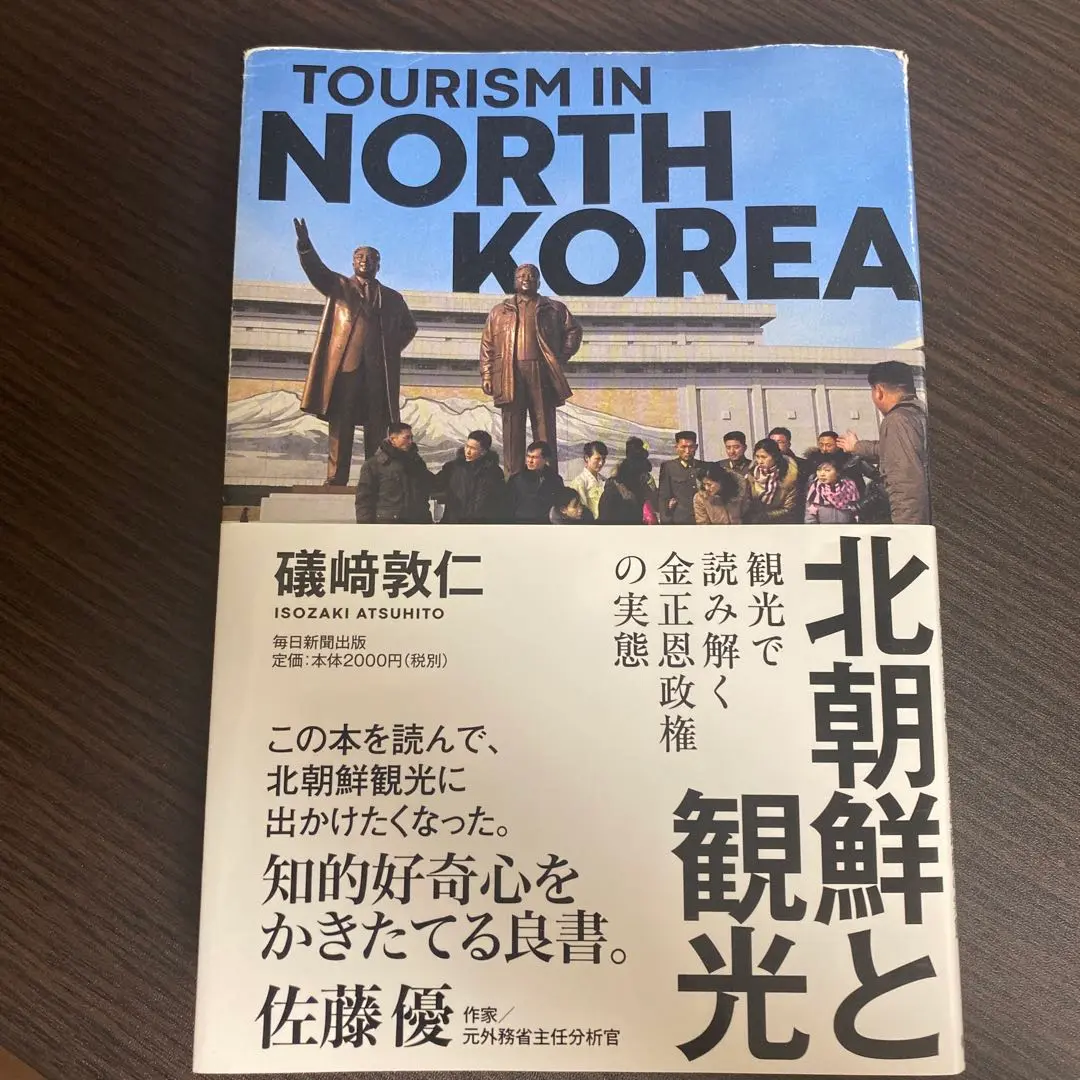 TOURISM IN
NORTH
KOREA
北朝鮮と
観光
観光で
読み解く
金正恩政権
の実態
礒﨑敦仁
ISOZAKI ATSUHITO
毎日新聞出版
定価:本体2000円(税別)
この本を読んで、
北朝鮮観光に
出かけたくなった。
知的好奇心を
かきたてる良書。
佐藤優
作家/
元外務省主任分析官